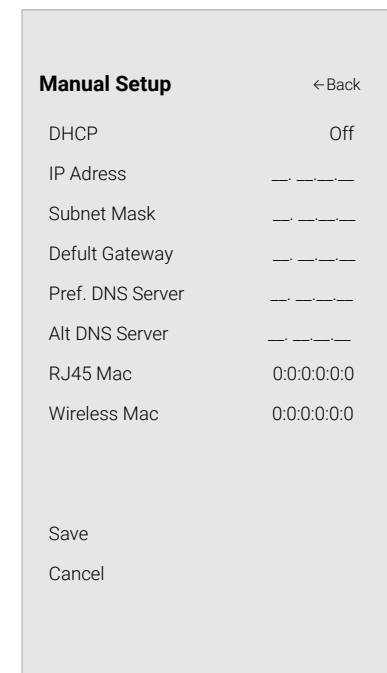 Manual Setup ←Back
DHCP Off
IP Adress __. __.__.__
Subnet Mask __. __.__.__
Defult Gateway __. __.__.__
Pref. DNS Server __. __.__.__
Alt DNS Server __. __.__.__
RJ45 Mac 0:0:0:0:0:0
Wireless Mac 0:0:0:0:0:0
Save
Cancel